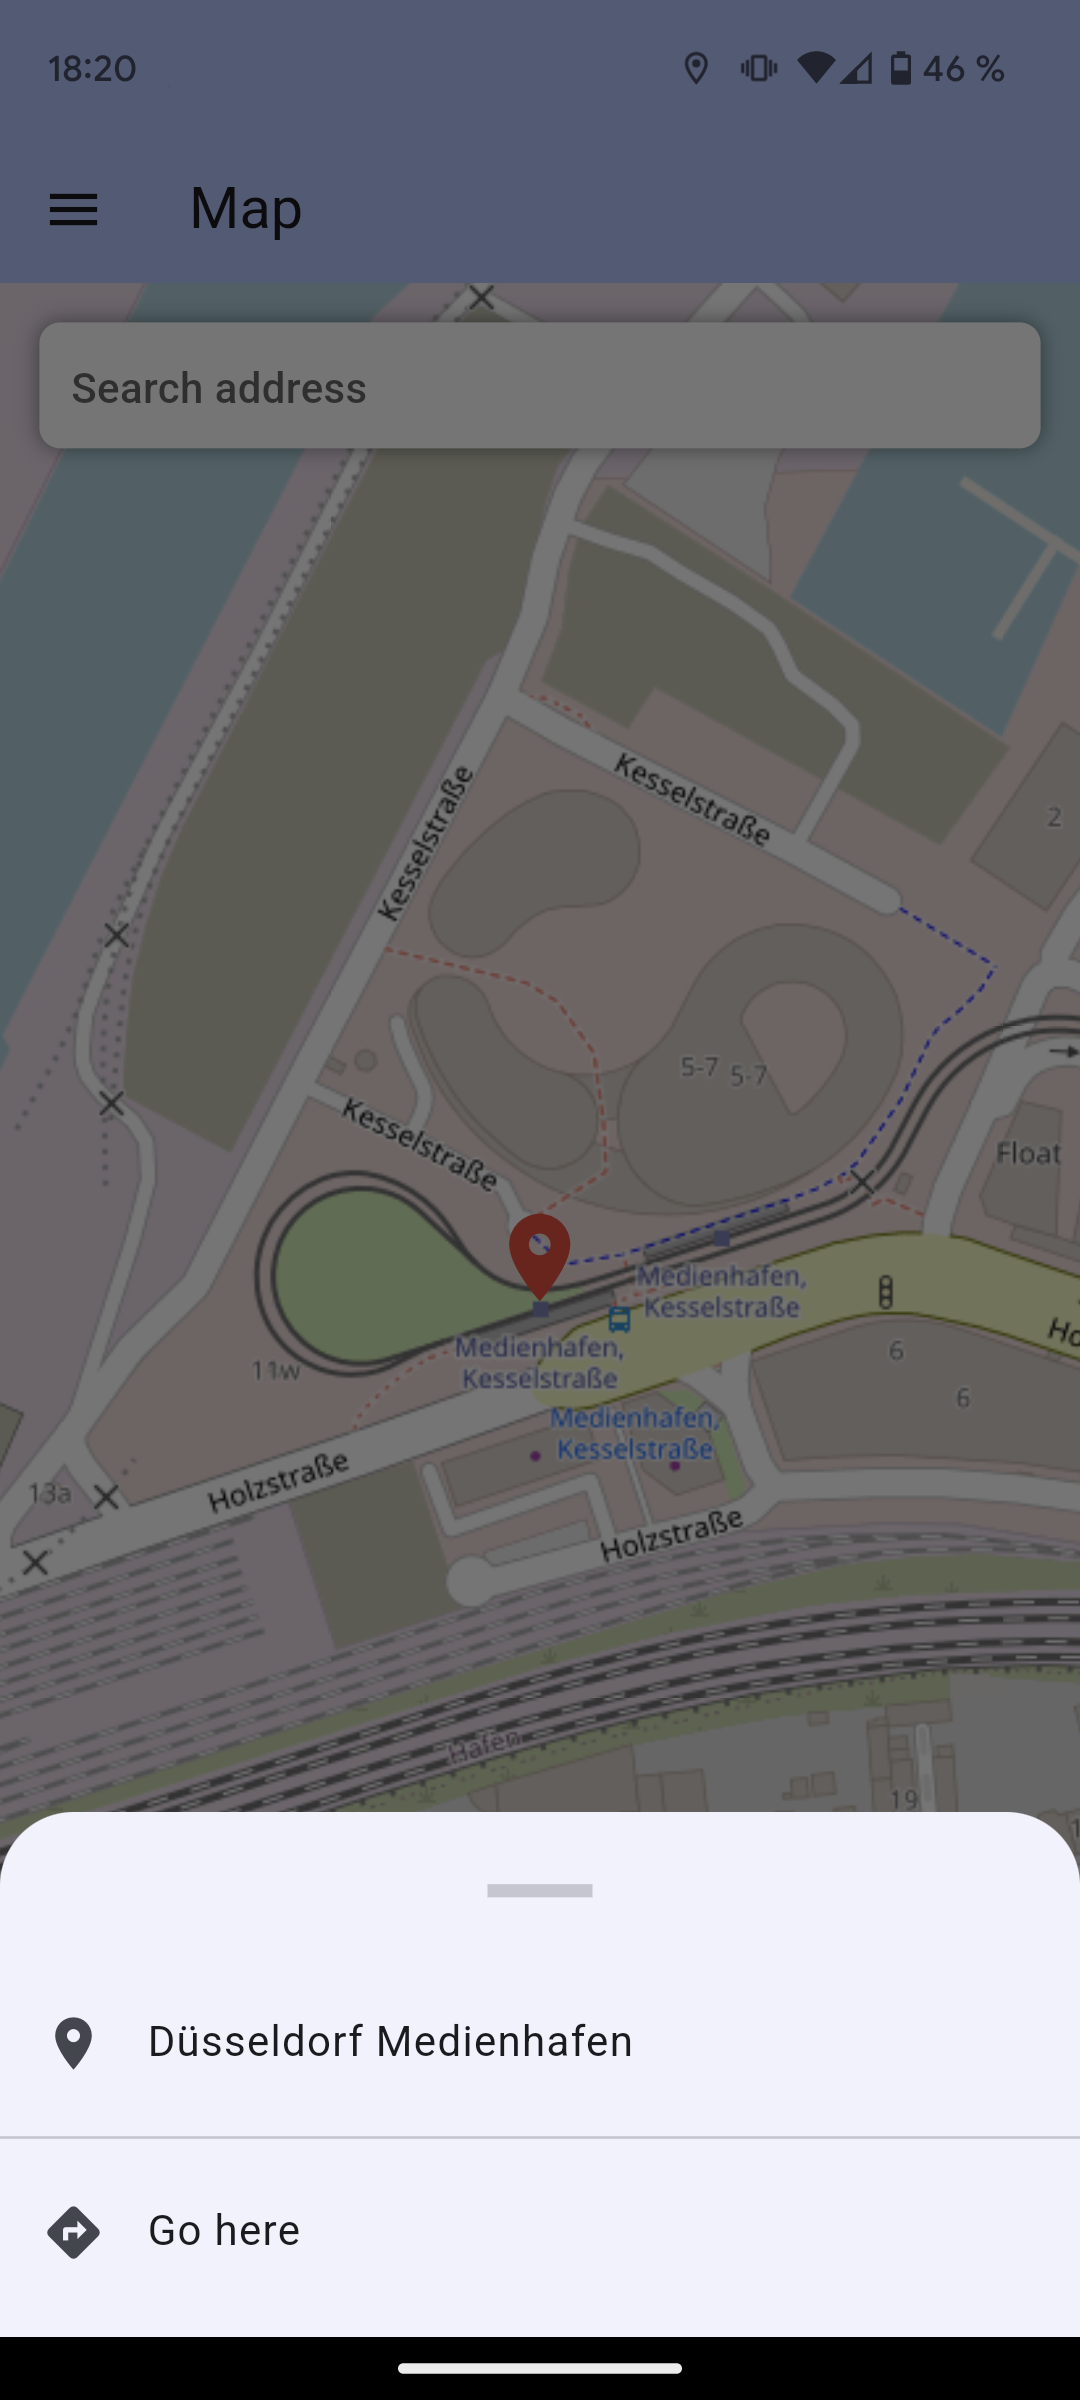 18:20
46 %
Map
Search address
Kesselstraße
Kesselstraße
2
5-7
5-7
Kesselstraße
Float
Medienhafen,
Kesselstraße
Medienhafen,
Kesselstraße
11w
6
Ho
6
Medienhafen,
Kesselstraße
Holzstraße
13a
Holzstraße
Hafen
19
1
Düsseldorf Medienhafen
Go here